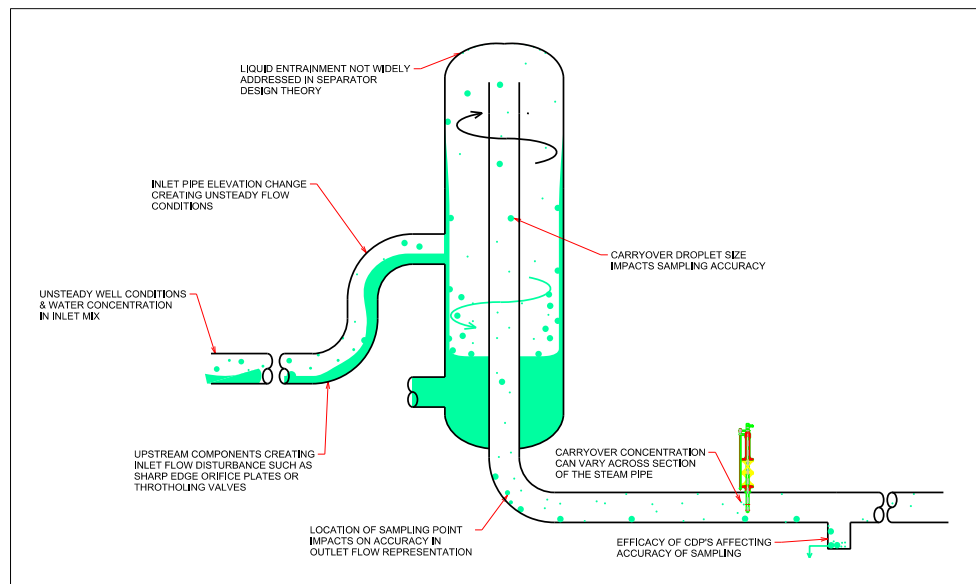 LIQUID ENTRAINMENT NOT WIDELY
ADDRESSED IN SEPARATOR
DESIGN THEORY
INLET PIPE ELEVATION CHANGE
CREATING UNSTEADY FLOW
CONDITIONS
CARRYOVER DROPLET SIZE
IMPACTS SAMPLING ACCURACY
UNSTEADY WELL CONDITIONS
& WATER CONCENTRATION
IN INLET MIX
UPSTREAM COMPONENTS CREATING
INLET FLOW DISTURBANCE SUCH AS
SHARP EDGE ORIFICE PLATES OR
THROTHOLING VALVES
CARRYOVER CONCENTRATION
CAN VARY ACROSS SECTION
OF THE STEAM PIPE
LOCATION OF SAMPLING POINT
IMPACTS ON ACCURACY IN
OUTLET FLOW REPRESENTATION
EFFICACY OF CDP'S AFFECTING
ACCURACY OF SAMPLING